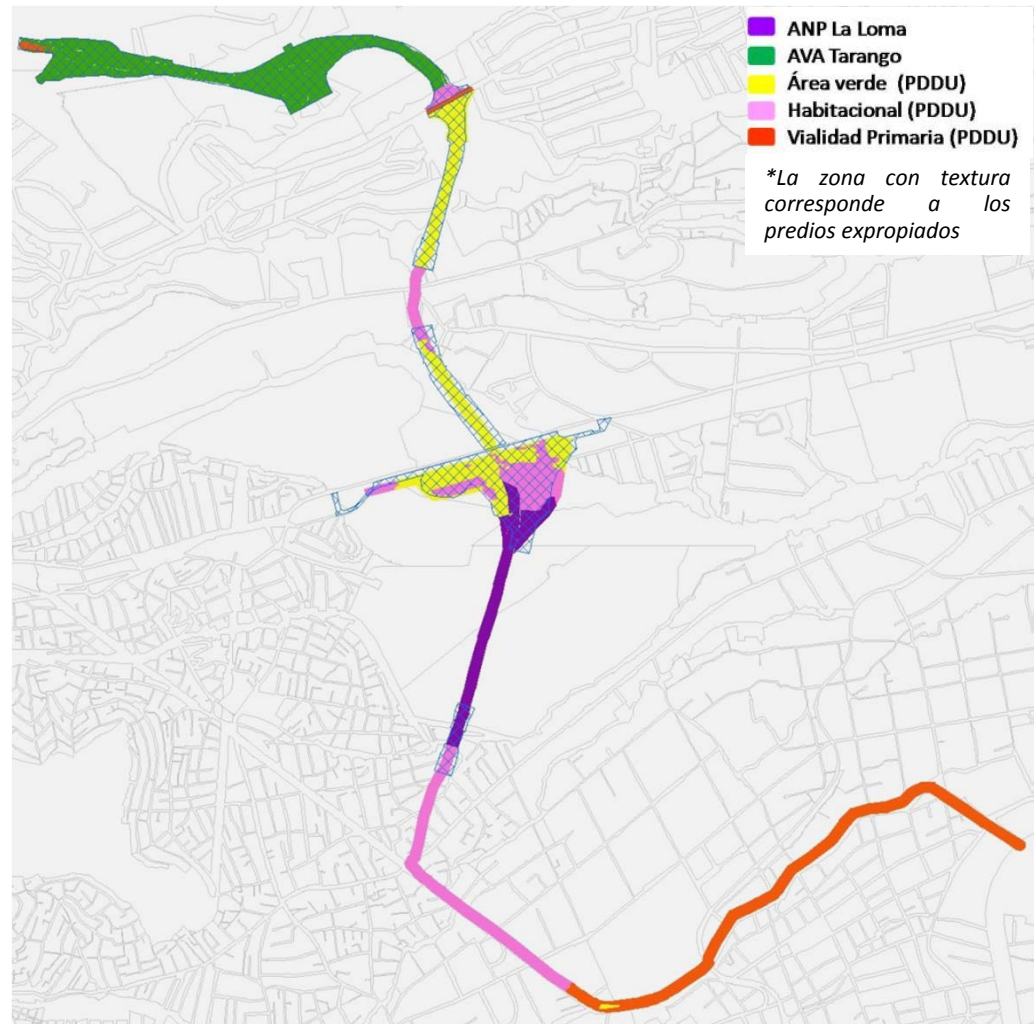 ANP La Loma
AVA Tarango
Área verde (PDDU)
Habitacional (PDDU)
Vialidad Primaria (PDDU)
*La zona con textura
corresponde a los
predios expropiados